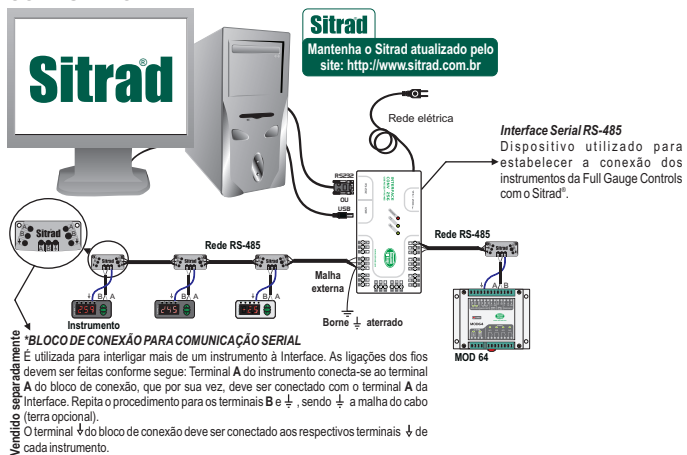 Sitrad®
Sitrad
Mantenha o Sitrad atualizado pelo
site: http://www.sitrad.com.br
Rede elétrica
Interface Serial RS-485
Dispositivo utilizado para
estabelecer a conexão dos
instrumentos da Full Gauge Controls
com o Sitrad®.
RS232
OU
USB
INTERFACE
Sitrad
Rede RS-485
Rede RS-485
Sitrad
Sitrad
Sitrad
Sitrad
Malha
externa
B A
B A
B A
B A
Instrumento
Borne ⏚ aterrado
MOD 64
Vendido separadamente
*BLOCO DE CONEXÃO PARA COMUNICAÇÃO SERIAL
É utilizada para interligar mais de um instrumento à Interface. As ligações dos fios
devem ser feitas conforme segue: Terminal A do instrumento conecta-se ao terminal
A do bloco de conexão, que por sua vez, deve ser conectado com o terminal A da
Interface. Repita o procedimento para os terminais B e ⏚ , sendo ⏚ a malha do cabo
(terra opcional).
O terminal ⏚ do bloco de conexão deve ser conectado aos respectivos terminais ⏚ de
cada instrumento.